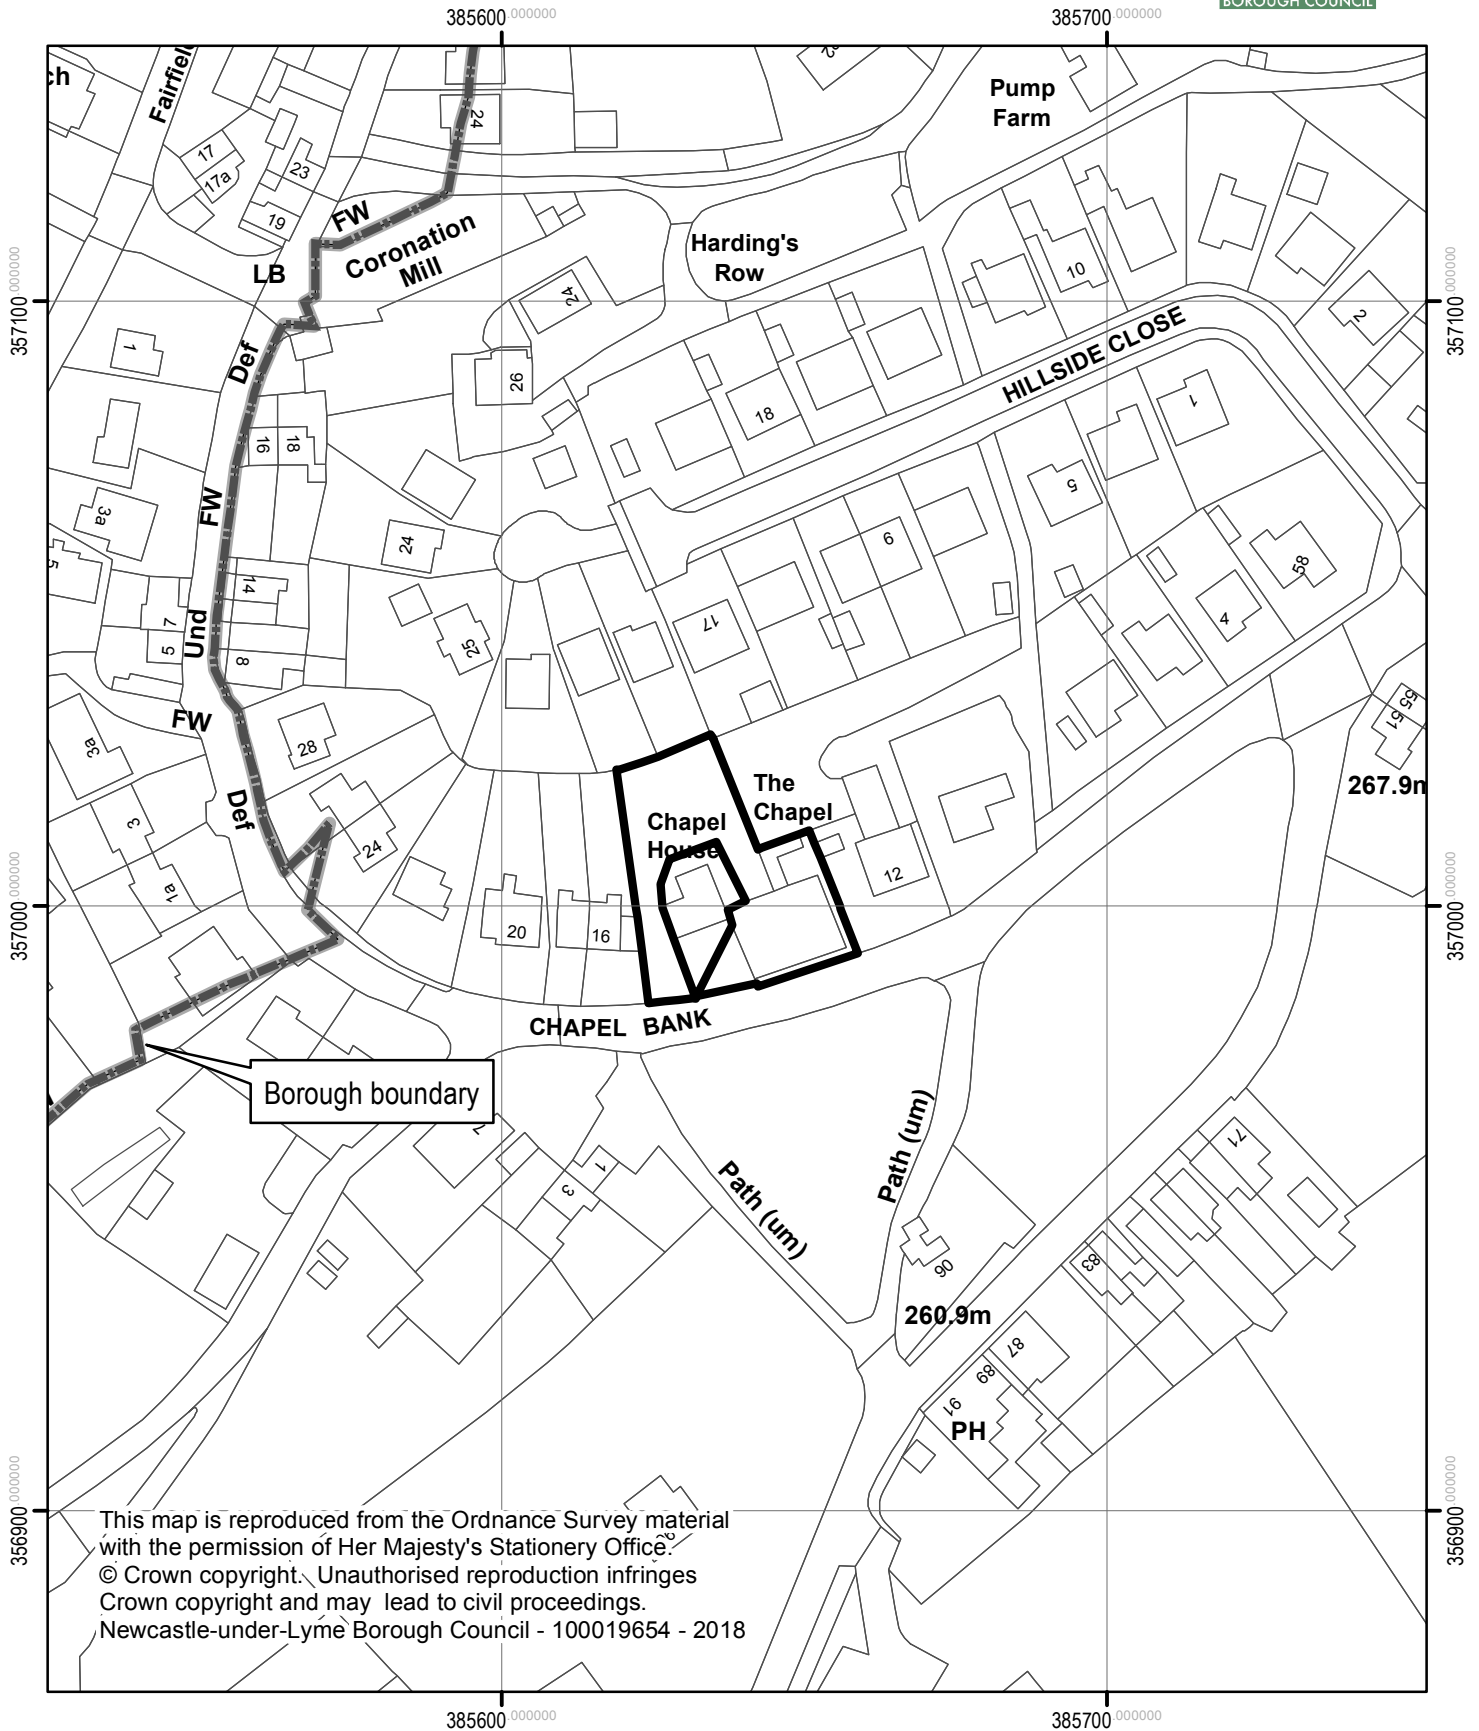 BOROUGH COUNCIL
385600.000000
385700.000000
ch
Fairfiel
22
Pump
Farm
24
17
17a
23
19
FW
Coronation
Mill
LB
Harding's
Row
10
24
357100.000000
357100.000000
2
HILLSIDE CLOSE
1
Def
26
18
1
16
18
5
FW
3a
24
6
58
5
14
7
Und
5
8
25
17
4
FW
28
55
51
3a
267.9m
The
Chapel
Def
3
Chapel
House
24
12
1a
20
16
357000.000000
357000.000000
CHAPEL BANK
Borough boundary
7
1
3
Path (um)
Path (um)
71
90
83
260.9m
87
89
91
PH
356900.000000
356900.000000
This map is reproduced from the Ordnance Survey material
with the permission of Her Majesty's Stationery Office.
© Crown copyright. Unauthorised reproduction infringes
Crown copyright and may lead to civil proceedings.
Newcastle-under-Lyme Borough Council - 100019654 - 2018
385600.000000
385700.000000